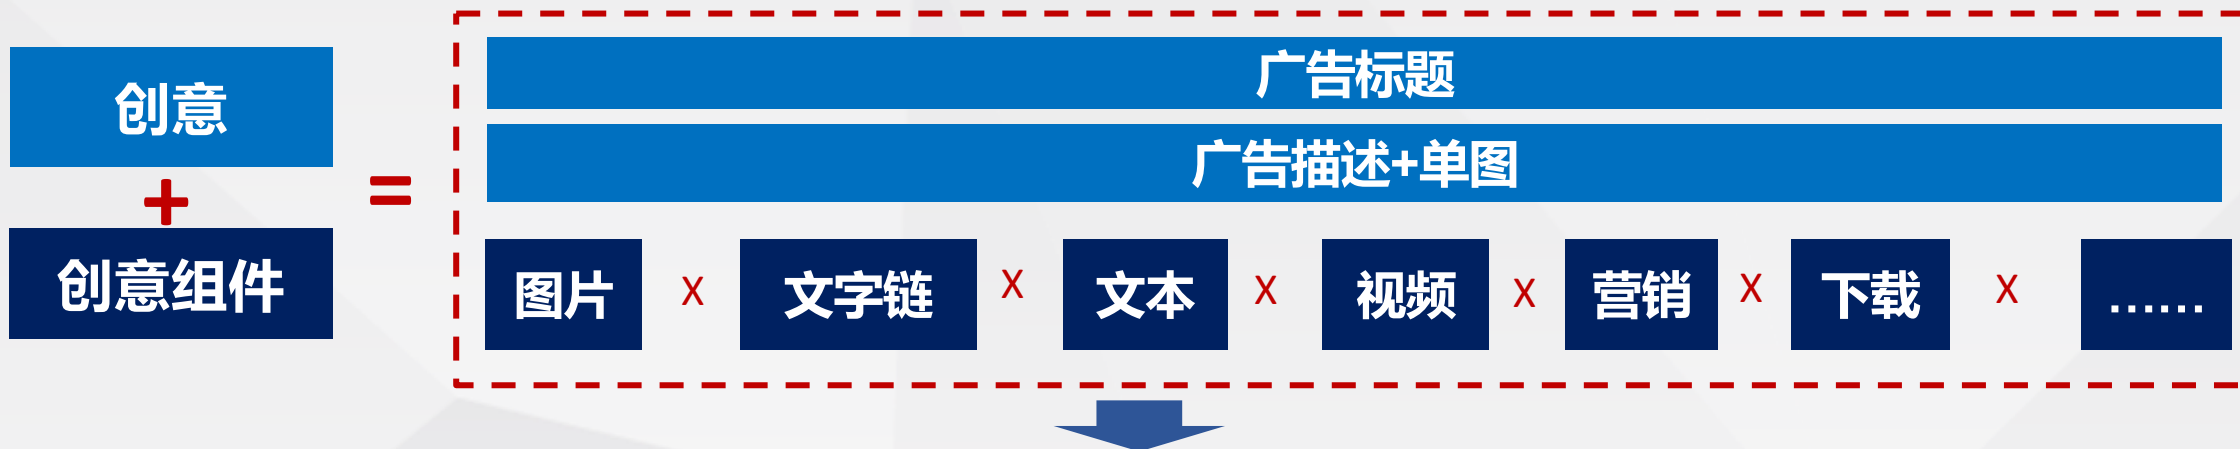 创意
+
创意组件
=
广告标题
广告描述+单图
图片 X 文字链 X 文本 X 视频 X 营销 X 下载 X ……